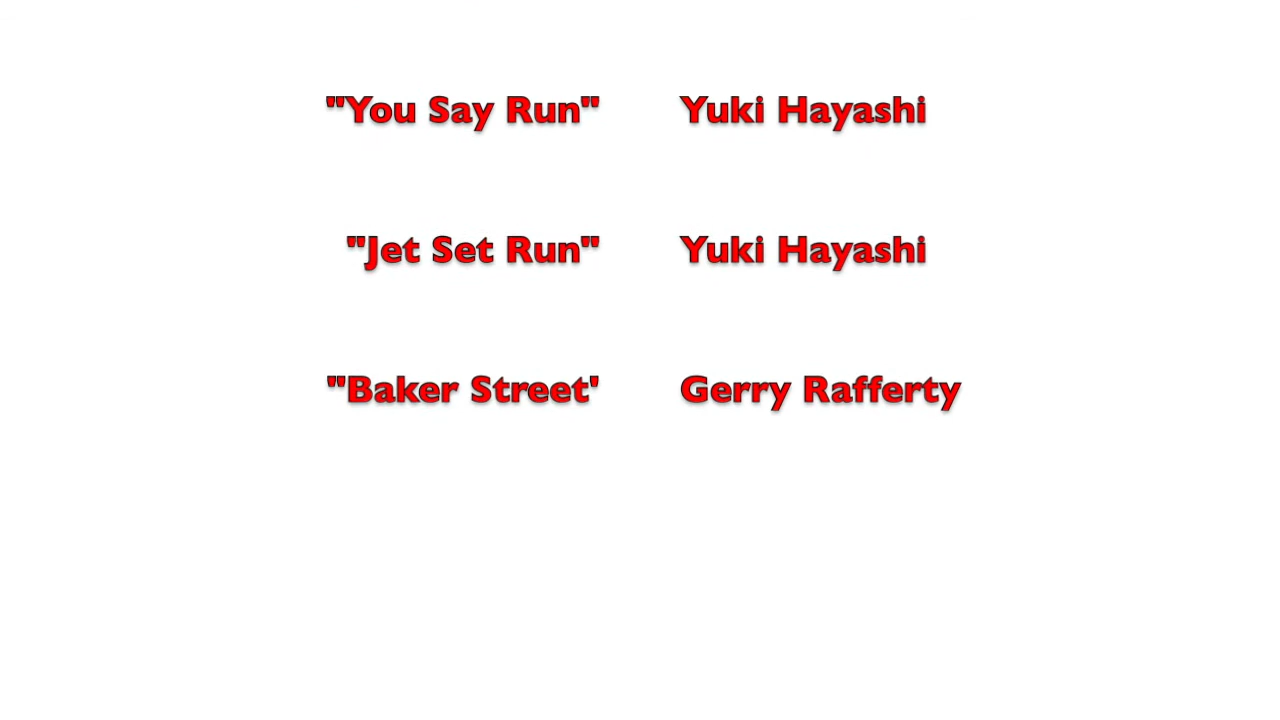 "You Say Run" Yuki Hayashi
"Jet Set Run" Yuki Hayashi
"Baker Street' Gerry Rafferty